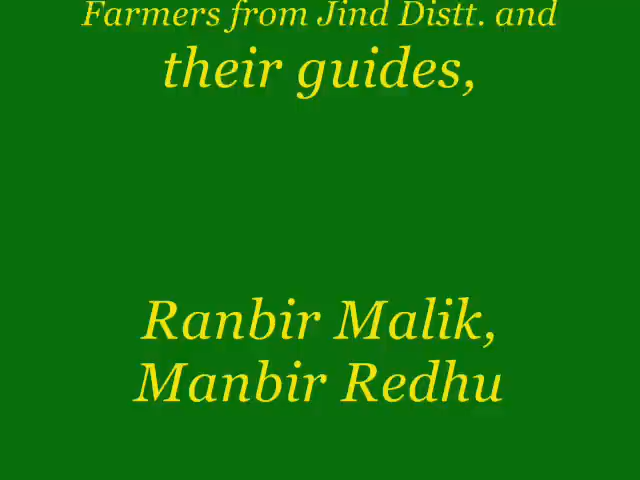 Farmers from Jind Distt. and
their guides,
Ranbir Malik,
Manbir Redhu